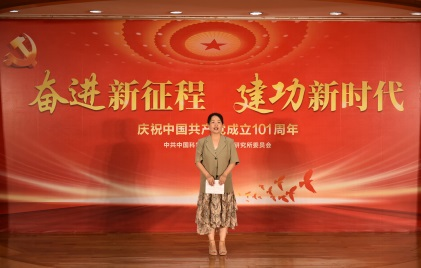 奋进新征程 建功新时代
庆祝中国共产党成立101周年
中共中国科 研究所委员会